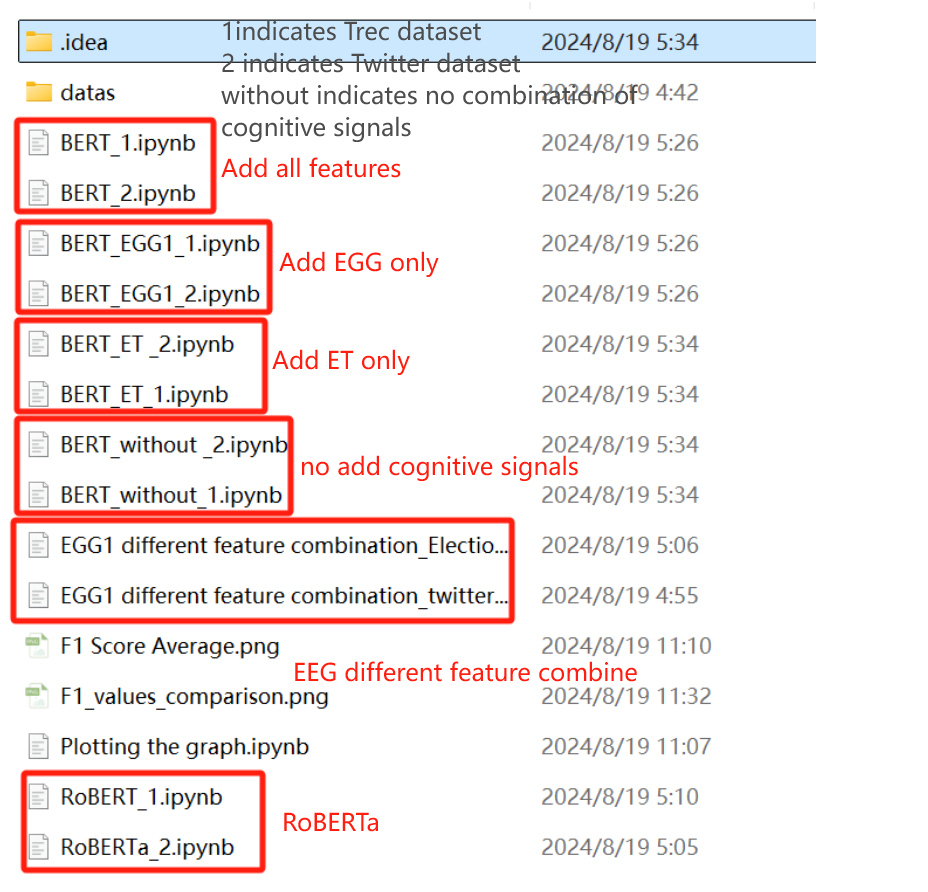 .idea 2024/8/19 5:34
1indicates Trec dataset
2 indicates Twitter dataset
without indicates no combination of
cognitive signals
datas 2024/8/19 4:42
BERT_1.ipynb 2024/8/19 5:26
Add all features
BERT_2.ipynb 2024/8/19 5:26
BERT_EGG1_1.ipynb 2024/8/19 5:26
Add EGG only
BERT_EGG1_2.ipynb 2024/8/19 5:26
BERT_ET _2.ipynb 2024/8/19 5:34
Add ET only
BERT_ET_1.ipynb 2024/8/19 5:34
BERT_without _2.ipynb 2024/8/19 5:34
no add cognitive signals
BERT_without_1.ipynb 2024/8/19 5:34
EGG1 different feature combination_Electio... 2024/8/19 5:06
EGG1 different feature combination_twitter... 2024/8/19 4:55
F1 Score Average.png 2024/8/19 11:10
EEG different feature combine
F1_values_comparison.png 2024/8/19 11:32
Plotting the graph.ipynb 2024/8/19 11:07
RoBERT_1.ipynb 2024/8/19 5:10
RoBERTa
RoBERTa_2.ipynb 2024/8/19 5:05